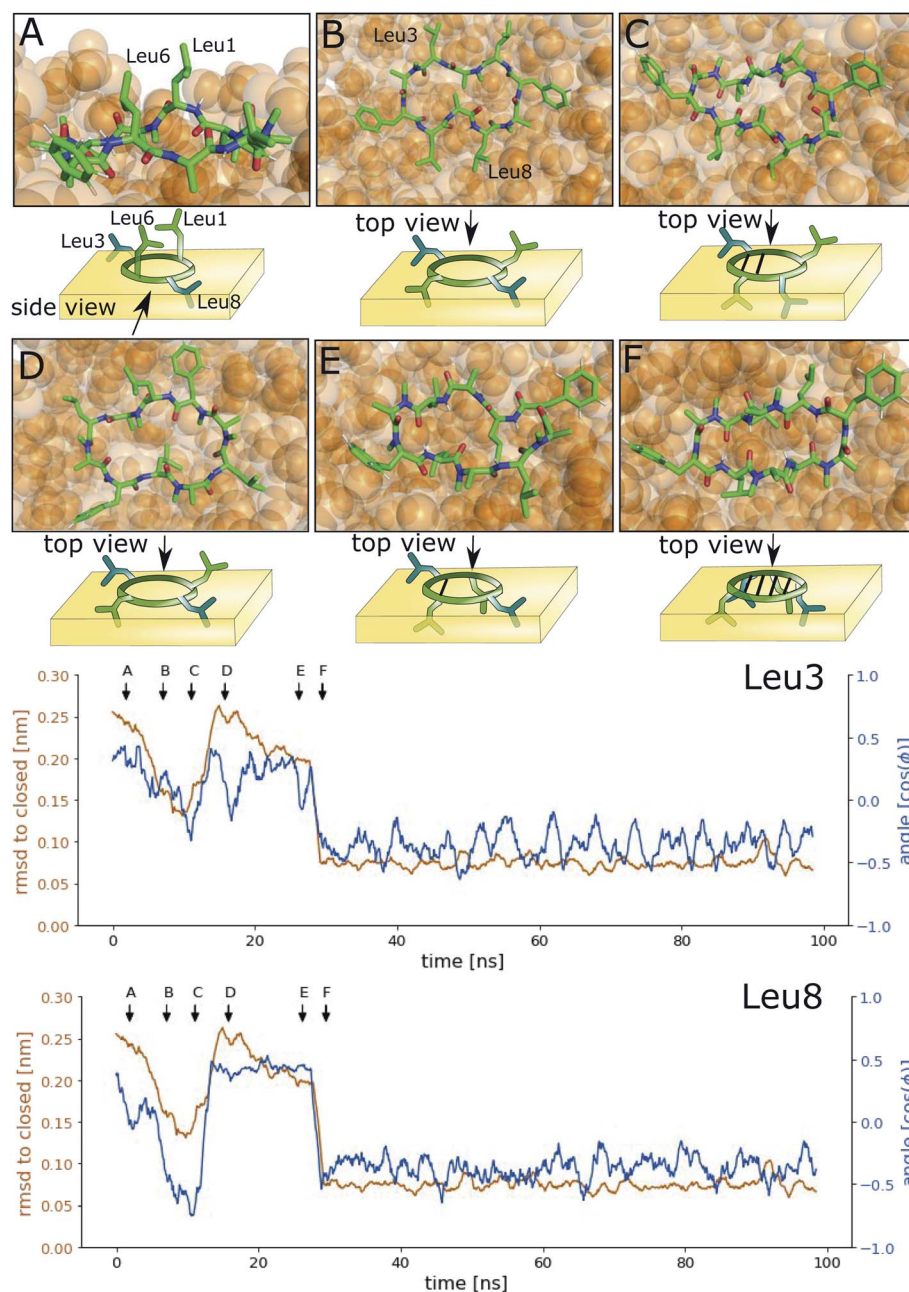 A
Leu6
Leu1
B
Leu3
Leu8
C
Leu6
Leu1
Leu3
Leu8
side view
top view
top view
D
E
F
top view
top view
top view
Leu3
A B C D E F
0.30
0.25
0.20
0.15
0.10
0.05
0.00
rmsd to closed [nm]
1.0
0.5
0.0
−0.5
−1.0
angle [cos(ϕ)]
0 20 40 60 80 100
time [ns]
Leu8
A B C D E F
0.30
0.25
0.20
0.15
0.10
0.05
0.00
rmsd to closed [nm]
1.0
0.5
0.0
−0.5
−1.0
angle [cos(ϕ)]
0 20 40 60 80 100
time [ns]